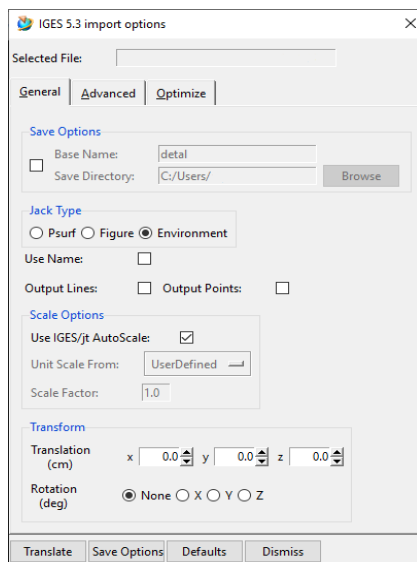 IGES 5.3 import options
Selected File:
General Advanced Optimize
Save Options
Base Name: detal
Save Directory: C:/Users/ Browse
Jack Type
Psurf Figure Environment
Use Name:
Output Lines: Output Points:
Scale Options
Use IGES/jt AutoScale:
Unit Scale From: UserDefined
Scale Factor: 1.0
Transform
Translation
(cm) x 0.0 y 0.0 z 0.0
Rotation
(deg) None X Y Z
Translate Save Options Defaults Dismiss